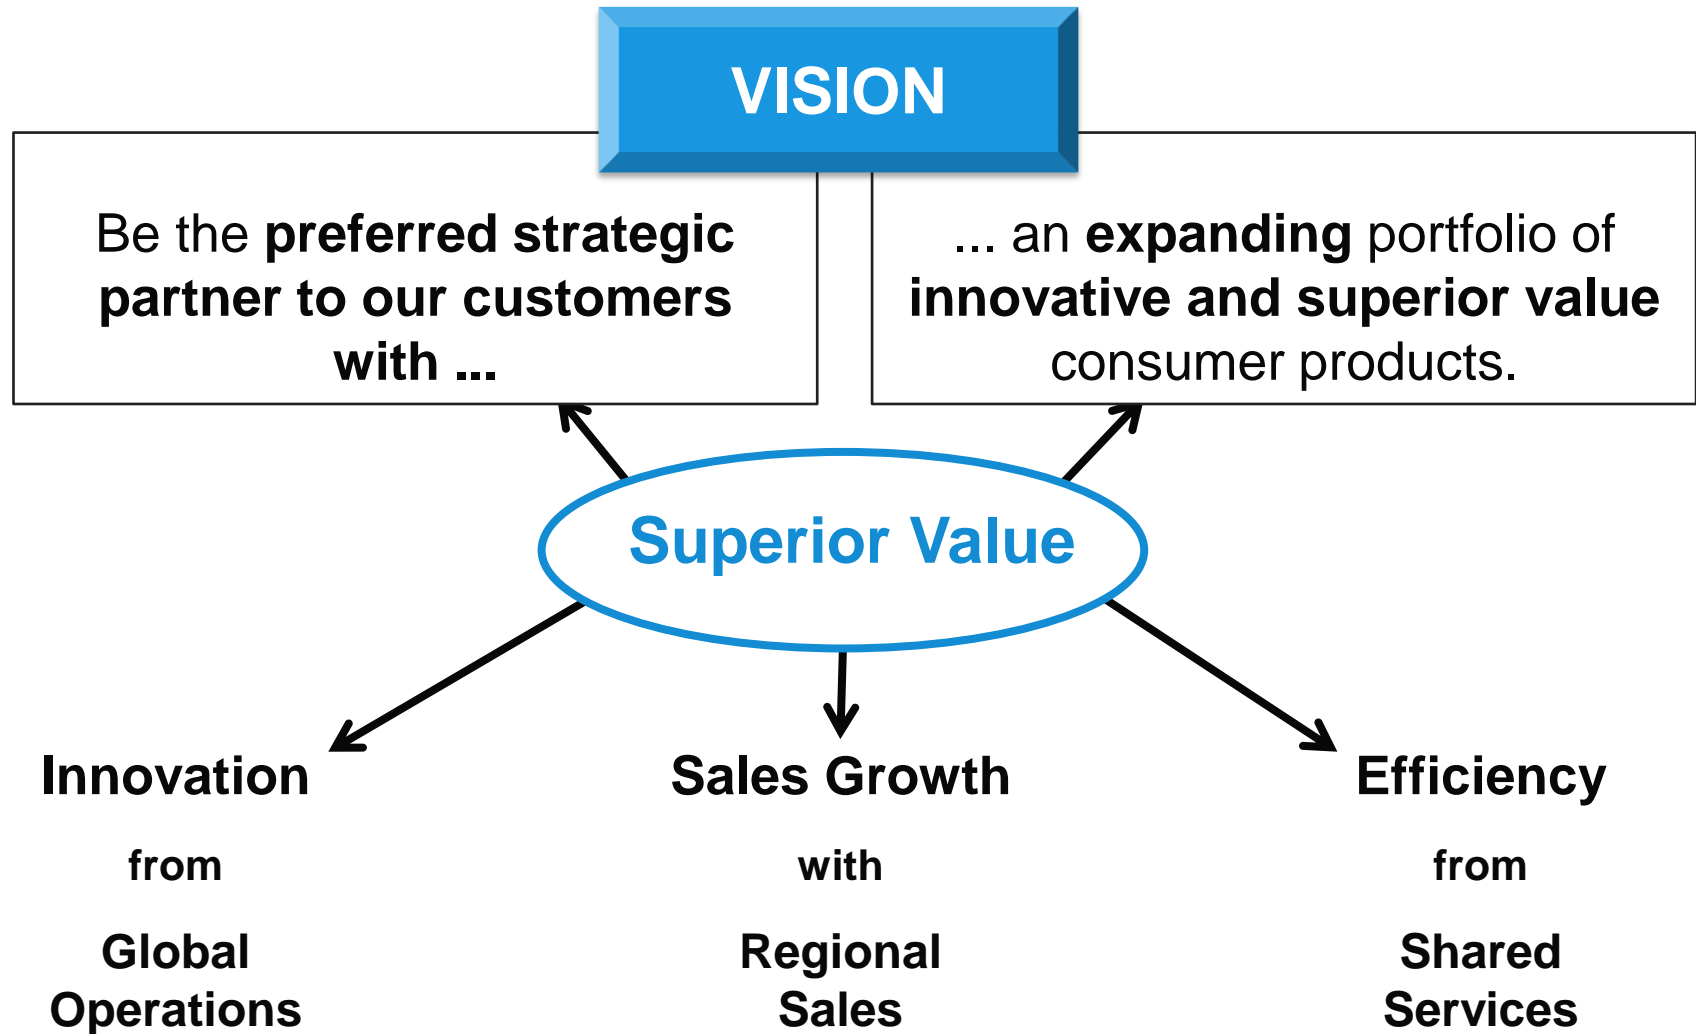 VISION
Be the preferred strategic
partner to our customers
with ...
... an expanding portfolio of
innovative and superior value
consumer products.
Superior Value
Innovation
from
Global
Operations
Sales Growth
with
Regional
Sales
Efficiency
from
Shared
Services